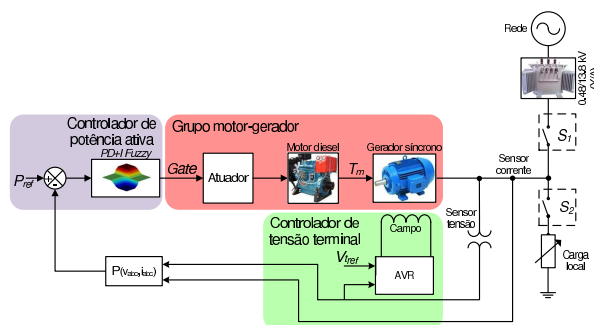 Rede
0.48/13.8 kV
(Y/Δ)
Controlador de
potência ativa
PD+I Fuzzy
Grupo motor-gerador
Motor diesel
Gerador síncrono
S1
Sensor
corrente
Pref
Gate
Atuador
Tm
S2
Sensor
tensão
Controlador de
tensão terminal
Campo
Carga
local
Vtref
P(vabc,iabc)
AVR